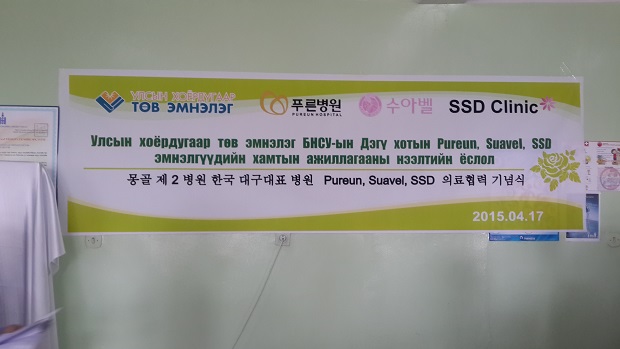 УЛСЫН ХОЁРДУГААР
ТӨВ ЭМНЭЛЭГ
푸른병원
PUREUN HOSPITAL
수아벨
SSD Clinic
Улсын хоёрдугаар төв эмнэлэг БНСУ-ын Дэгү хотын Pureun, Suavel, SSD
эмнэлгүүдийн хамтын ажиллагааны нээлтийн ёслол
몽골 제 2 병원 한국 대구대표 병원 Pureun, Suavel, SSD 의료협력 기념식
2015.04.17